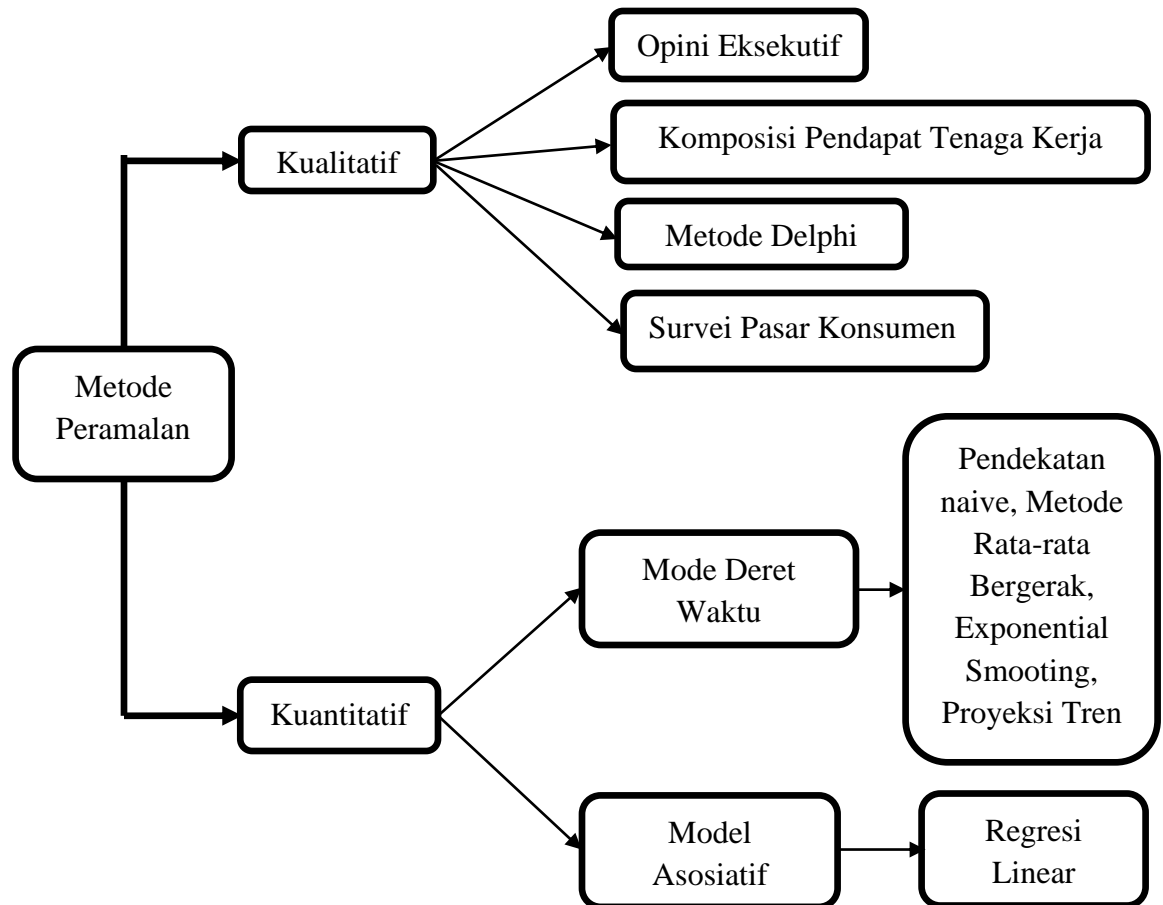 Opini Eksekutif
Komposisi Pendapat Tenaga Kerja
Kualitatif
Metode Delphi
Survei Pasar Konsumen
Metode
Peramalan
Pendekatan
naive, Metode
Rata-rata
Bergerak,
Exponential
Smooting,
Proyeksi Tren
Mode Deret
Waktu
Kuantitatif
Model
Asosiatif
Regresi
Linear